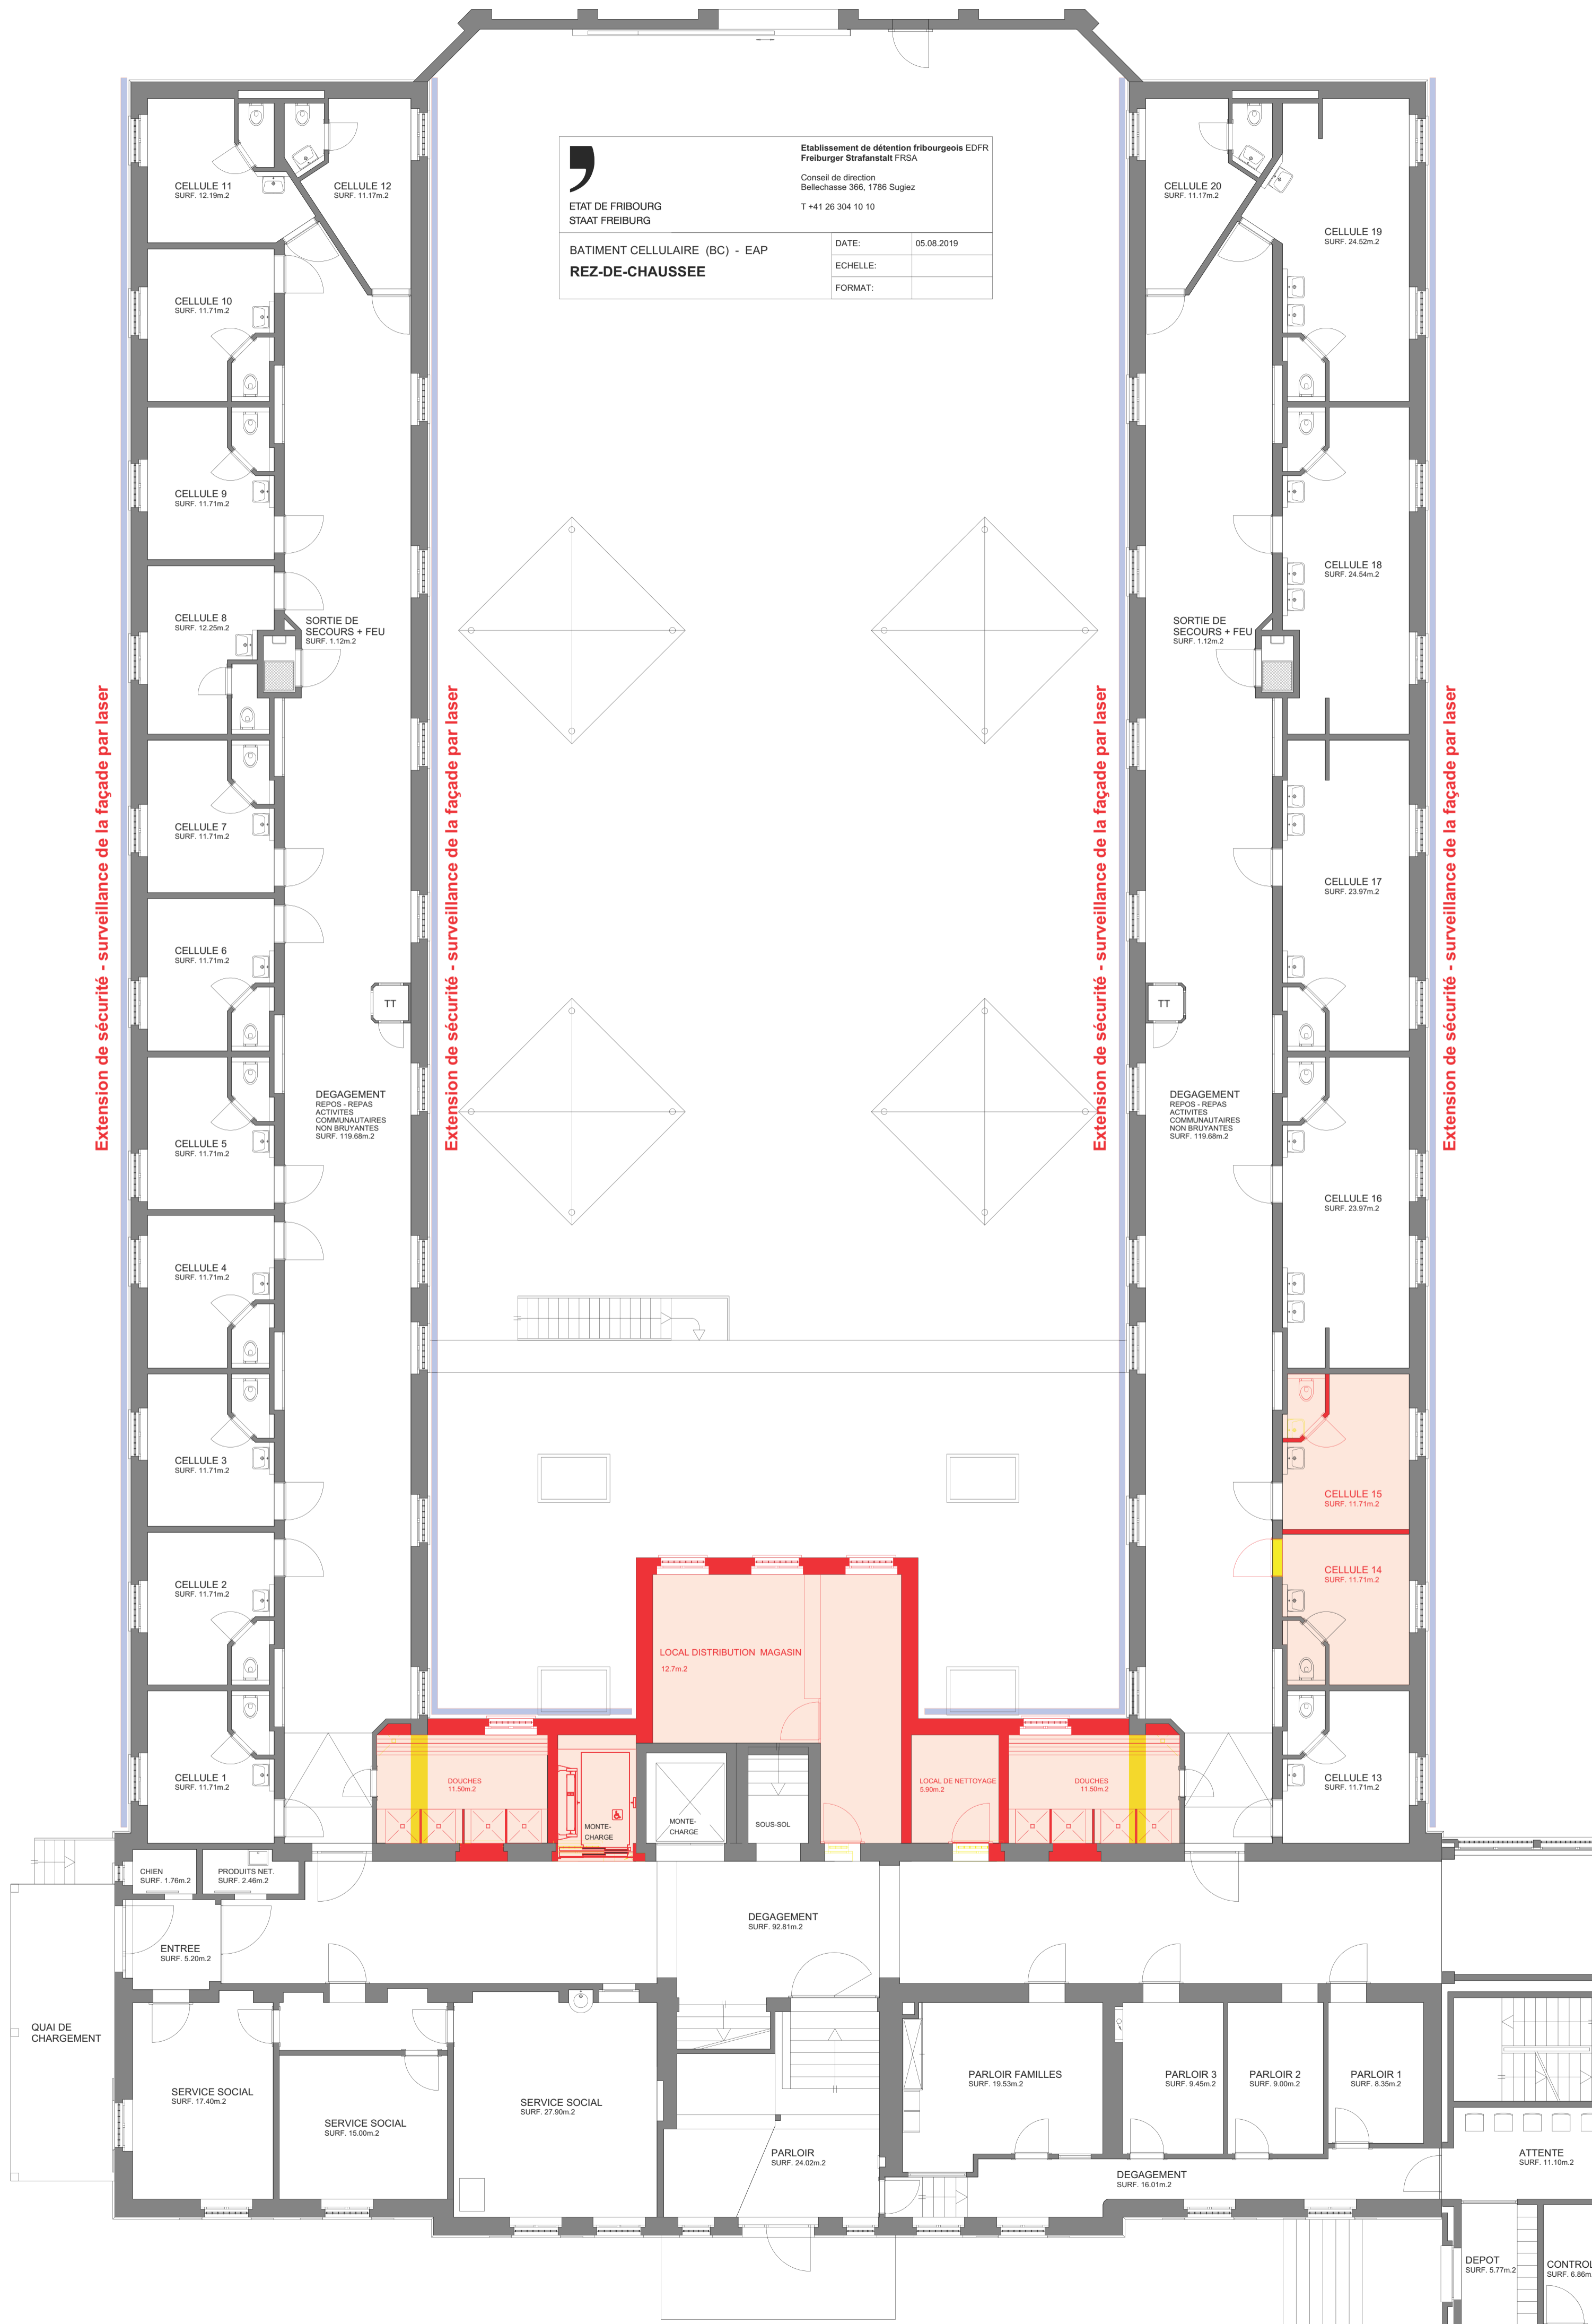 Etablissement de détention fribourgeois EDFR
Freiburger Strafanstalt FRSA
Conseil de direction
Bellechasse 366, 1786 Sugiez
T +41 26 304 10 10
ETAT DE FRIBOURG
STAAT FREIBURG
BATIMENT CELLULAIRE (BC) - EAP
REZ-DE-CHAUSSEE
DATE: 05.08.2019
ECHELLE:
FORMAT:
CELLULE 11
SURF. 12.19m.2
CELLULE 12
SURF. 11.17m.2
CELLULE 20
SURF. 11.17m.2
CELLULE 19
SURF. 24.52m.2
CELLULE 10
SURF. 11.71m.2
CELLULE 9
SURF. 11.71m.2
CELLULE 18
SURF. 24.54m.2
CELLULE 8
SURF. 12.25m.2
SORTIE DE
SECOURS + FEU
SURF. 1.12m.2
SORTIE DE
SECOURS + FEU
SURF. 1.12m.2
Extension de sécurité - surveillance de la façade par laser
Extension de sécurité - surveillance de la façade par laser
Extension de sécurité - surveillance de la façade par laser
Extension de sécurité - surveillance de la façade par laser
CELLULE 7
SURF. 11.71m.2
CELLULE 17
SURF. 23.97m.2
CELLULE 6
SURF. 11.71m.2
TT
TT
DEGAGEMENT
REPOS - REPAS
ACTIVITES
COMMUNAUTAIRES
NON BRUYANTES
SURF. 119.68m.2
DEGAGEMENT
REPOS - REPAS
ACTIVITES
COMMUNAUTAIRES
NON BRUYANTES
SURF. 119.68m.2
CELLULE 5
SURF. 11.71m.2
CELLULE 16
SURF. 23.97m.2
CELLULE 4
SURF. 11.71m.2
CELLULE 3
SURF. 11.71m.2
CELLULE 15
SURF. 11.71m.2
CELLULE 2
SURF. 11.71m.2
CELLULE 14
SURF. 11.71m.2
LOCAL DISTRIBUTION MAGASIN
12.7m.2
CELLULE 1
SURF. 11.71m.2
DOUCHES
11.50m.2
MONTE-
CHARGE
MONTE-
CHARGE
SOUS-SOL
LOCAL DE NETTOYAGE
5.90m.2
DOUCHES
11.50m.2
CELLULE 13
SURF. 11.71m.2
CHIEN
SURF. 1.76m.2
PRODUITS NET.
SURF. 2.46m.2
DEGAGEMENT
SURF. 92.81m.2
ENTREE
SURF. 5.20m.2
QUAI DE
CHARGEMENT
SERVICE SOCIAL
SURF. 17.40m.2
SERVICE SOCIAL
SURF. 15.00m.2
SERVICE SOCIAL
SURF. 27.90m.2
PARLOIR
SURF. 24.02m.2
PARLOIR FAMILLES
SURF. 19.53m.2
PARLOIR 3
SURF. 9.45m.2
PARLOIR 2
SURF. 9.00m.2
PARLOIR 1
SURF. 8.35m.2
DEGAGEMENT
SURF. 16.01m.2
ATTENTE
SURF. 11.10m.2
DEPOT
SURF. 5.77m.2
CONTROL
SURF. 6.86m